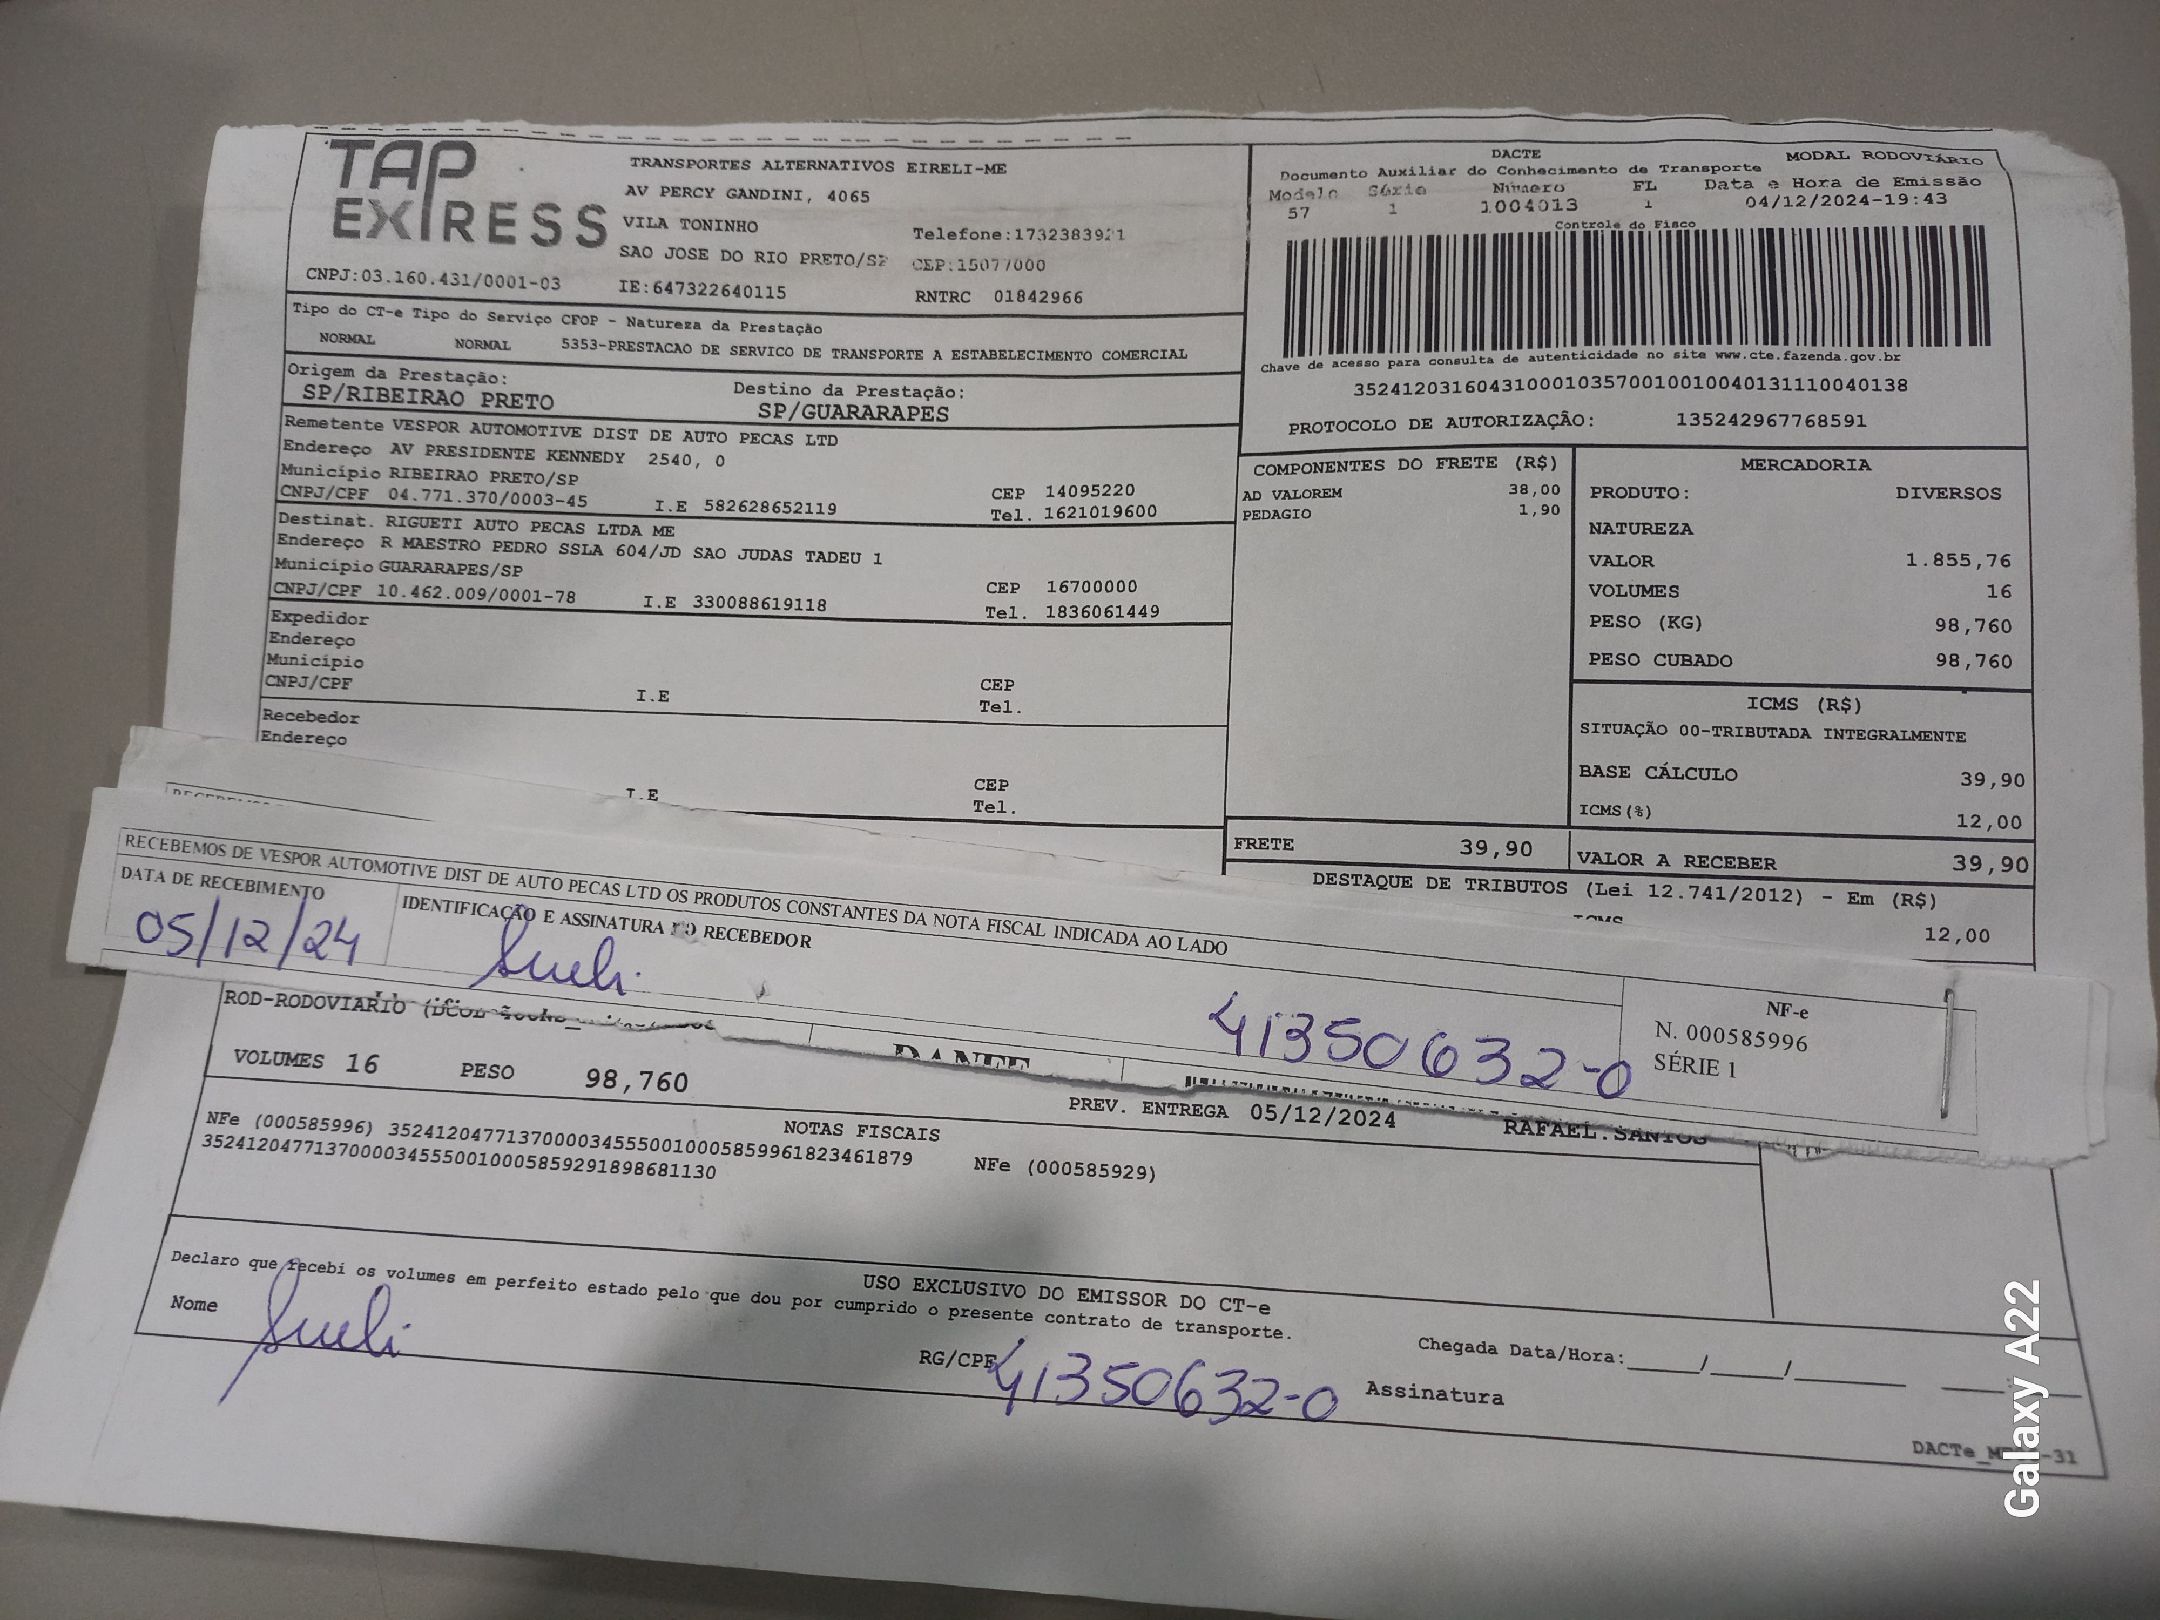 TAP EXPRESS
TRANSPORTES ALTERNATIVOS EIRELI-ME
AV PERCY GANDINI, 4065
VILA TONINHO
Telefone:1732383921
SAO JOSE DO RIO PRETO/SP CEP:15077000
CNPJ:03.160.431/0001-03 IE:647322640115 RNTRC 01842966
DACTE MODAL RODOVIÁRIO
Documento Auxiliar do Conhecimento de Transporte
Modelo Série Número FL Data e Hora de Emissão
57 1 1004013 1 04/12/2024-19:43
Controle do Fisco
Chave de acesso para consulta de autenticidade no site www.cte.fazenda.gov.br
35241203160431000103570010010040131110040138
PROTOCOLO DE AUTORIZAÇÃO: 135242967768591
Tipo do CT-e Tipo do Serviço CFOP - Natureza da Prestação
NORMAL NORMAL 5353-PRESTACAO DE SERVICO DE TRANSPORTE A ESTABELECIMENTO COMERCIAL
Origem da Prestação: Destino da Prestação:
SP/RIBEIRAO PRETO SP/GUARARAPES
Remetente VESPOR AUTOMOTIVE DIST DE AUTO PECAS LTD
Endereço AV PRESIDENTE KENNEDY 2540, 0
Município RIBEIRAO PRETO/SP CEP 14095220
CNPJ/CPF 04.771.370/0003-45 I.E 582628652119 Tel. 1621019600
Destinat. RIGUETI AUTO PECAS LTDA ME
Endereço R MAESTRO PEDRO SSLA 604/JD SAO JUDAS TADEU 1
Município GUARARAPES/SP CEP 16700000
CNPJ/CPF 10.462.009/0001-78 I.E 330088619118 Tel. 1836061449
Expedidor
Endereço
Município CEP
CNPJ/CPF I.E Tel.
Recebedor
Endereço
CEP
I.E Tel.
COMPONENTES DO FRETE (R$)
AD VALOREM 38,00
PEDAGIO 1,90
MERCADORIA
PRODUTO: DIVERSOS
NATUREZA
VALOR 1.855,76
VOLUMES 16
PESO (KG) 98,760
PESO CUBADO 98,760
ICMS (R$)
SITUAÇÃO 00-TRIBUTADA INTEGRALMENTE
BASE CÁLCULO 39,90
ICMS(%) 12,00
FRETE 39,90 VALOR A RECEBER 39,90
DESTAQUE DE TRIBUTOS (Lei 12.741/2012) - Em (R$)
ICMS 12,00
RECEBEMOS DE VESPOR AUTOMOTIVE DIST DE AUTO PECAS LTD OS PRODUTOS CONSTANTES DA NOTA FISCAL INDICADA AO LADO
DATA DE RECEBIMENTO IDENTIFICAÇÃO E ASSINATURA DO RECEBEDOR
05/12/24 Sueli 41350632-0
NF-e
N. 000585996
SÉRIE 1
ROD-RODOVIARIO
DANFE
VOLUMES 16 PESO 98,760 PREV. ENTREGA 05/12/2024 RAFAEL.SANTOS
NOTAS FISCAIS
NFe (000585996) 35241204771370000345550010005859961823461879 NFe (000585929)
35241204771370000345550010005859291898681130
USO EXCLUSIVO DO EMISSOR DO CT-e
Declaro que recebi os volumes em perfeito estado pelo que dou por cumprido o presente contrato de transporte.
Nome Sueli RG/CPF 41350632-0 Chegada Data/Hora:____/____/______
Assinatura
Galaxy A22